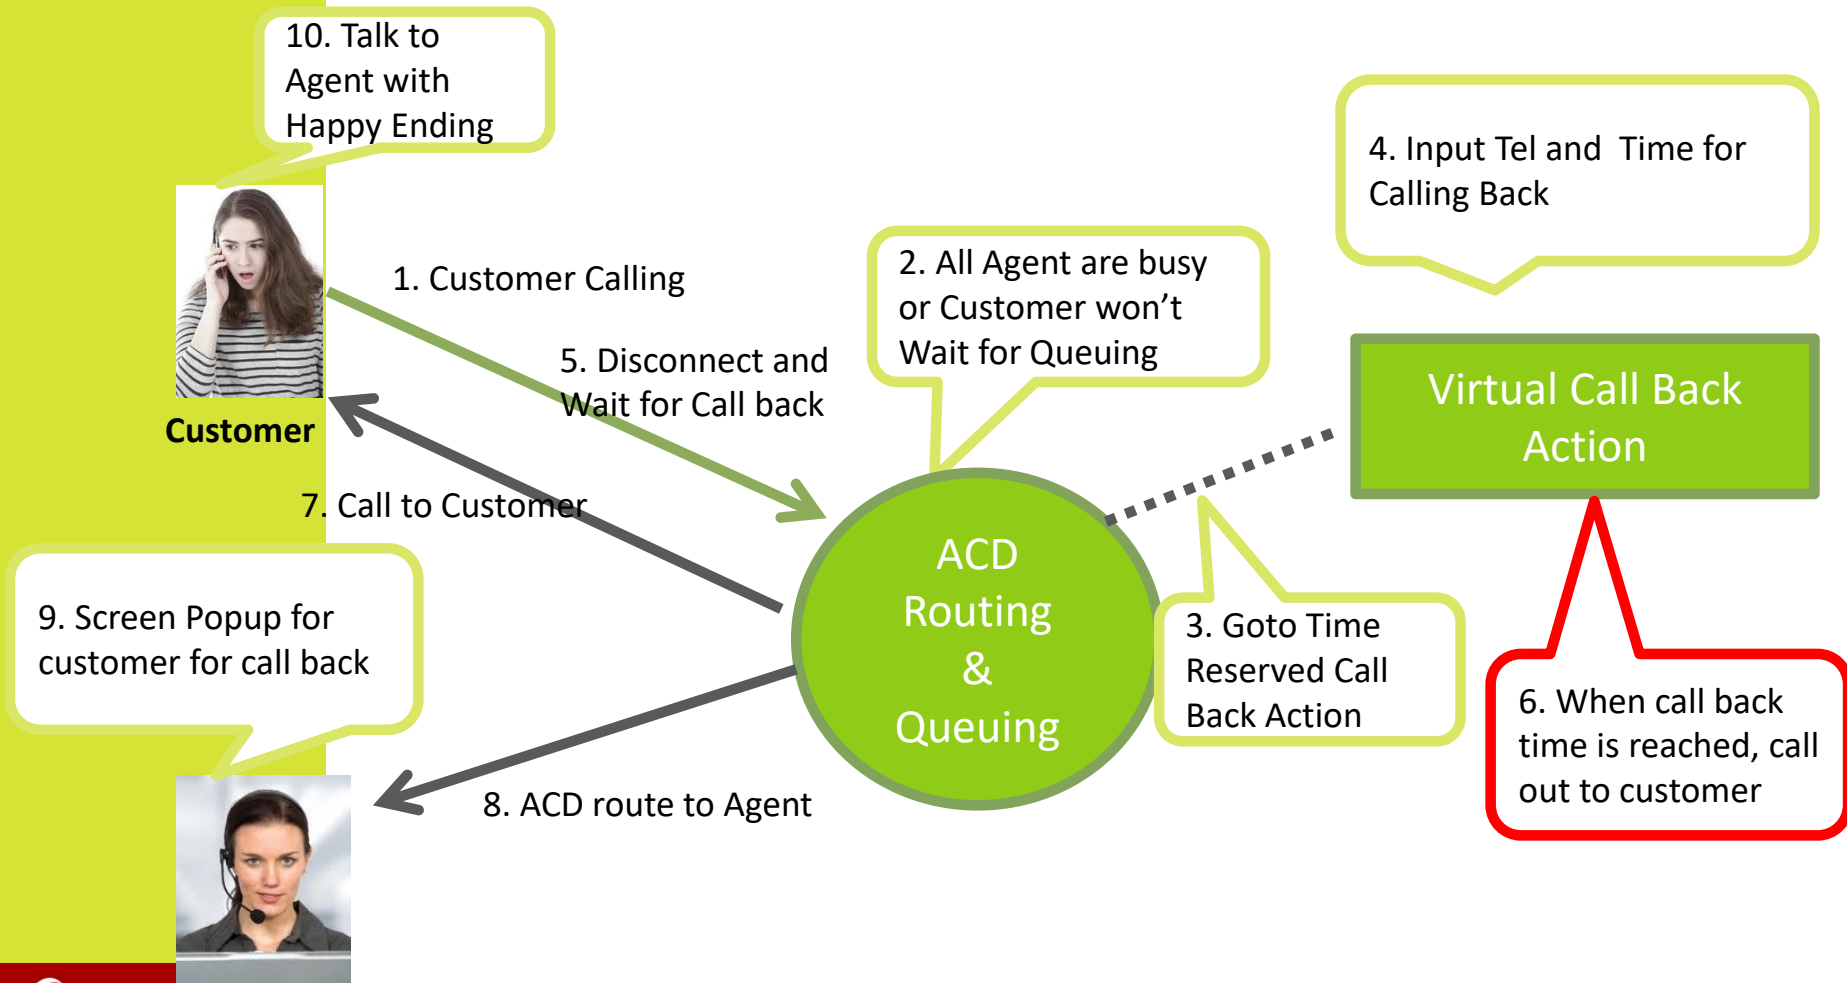 10. Talk to
Agent with
Happy Ending
4. Input Tel and  Time for
Calling Back
1. Customer Calling
2. All Agent are busy
or Customer won’t
Wait for Queuing
5. Disconnect and
Wait for Call back
Virtual Call Back
Action
Customer
7. Call to Customer
ACD
Routing
&
Queuing
9. Screen Popup for
customer for call back
3. Goto Time
Reserved Call
Back Action
6. When call back
time is reached, call
out to customer
8. ACD route to Agent